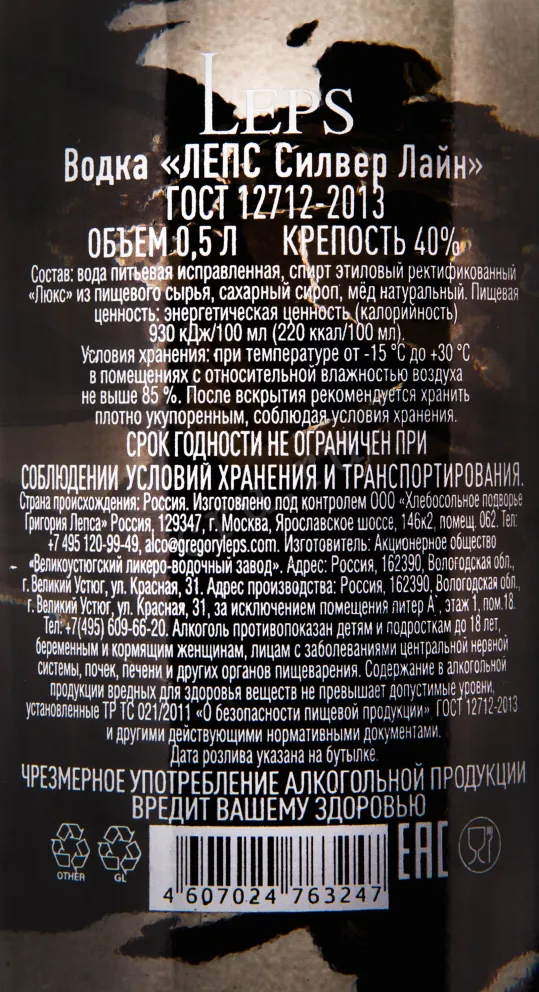 LEPS
Водка «ЛЕПС Силвер Лайн»
ГОСТ 12712-2013
ОБЪЕМ 0,5 Л КРЕПОСТЬ 40%
Состав: вода питьевая исправленная, спирт этиловый ректификованный
«Люкс» из пищевого сырья, сахарный сироп, мёд натуральный. Пищевая
ценность: энергетическая ценность (калорийность)
930 кДж/100 мл (220 ккал/100 мл).
Условия хранения: при температуре от -15 °С до +30 °С
в помещениях с относительной влажностью воздуха
не выше 85 %. После вскрытия рекомендуется хранить
плотно укупоренным, соблюдая условия хранения.
СРОК ГОДНОСТИ НЕ ОГРАНИЧЕН ПРИ
СОБЛЮДЕНИИ УСЛОВИЙ ХРАНЕНИЯ И ТРАНСПОРТИРОВАНИЯ.
Страна происхождения: Россия. Изготовлено под контролем ООО «Хлебосольное подворье
Григория Лепса» Россия, 129347, г. Москва, Ярославское шоссе, 146к2, помещ. 062. Тел:
+7 495 120-99-49, alco@gregoryleps.com. Изготовитель: Акционерное общество
«Великоустюгский ликеро-водочный завод». Адрес: Россия, 162390, Вологодская обл.,
г. Великий Устюг, ул. Красная, 31. Адрес производства: Россия, 162390, Вологодская обл.,
г. Великий Устюг, ул. Красная, 31, за исключением помещения литер А", этаж 1, пом.18.
Тел: +7(495) 609-66-20. Алкоголь противопоказан детям и подросткам до 18 лет,
беременным и кормящим женщинам, лицам с заболеваниями центральной нервной
системы, почек, печени и других органов пищеварения. Содержание в алкогольной
продукции вредных для здоровья веществ не превышает допустимые уровни,
установленные ТР ТС 021/2011 «О безопасности пищевой продукции», ГОСТ 12712-2013
и другими действующими нормативными документами.
Дата розлива указана на бутылке.
ЧРЕЗМЕРНОЕ УПОТРЕБЛЕНИЕ АЛКОГОЛЬНОЙ ПРОДУКЦИИ
ВРЕДИТ ВАШЕМУ ЗДОРОВЬЮ
OTHER GL EAC
4 607024 763247